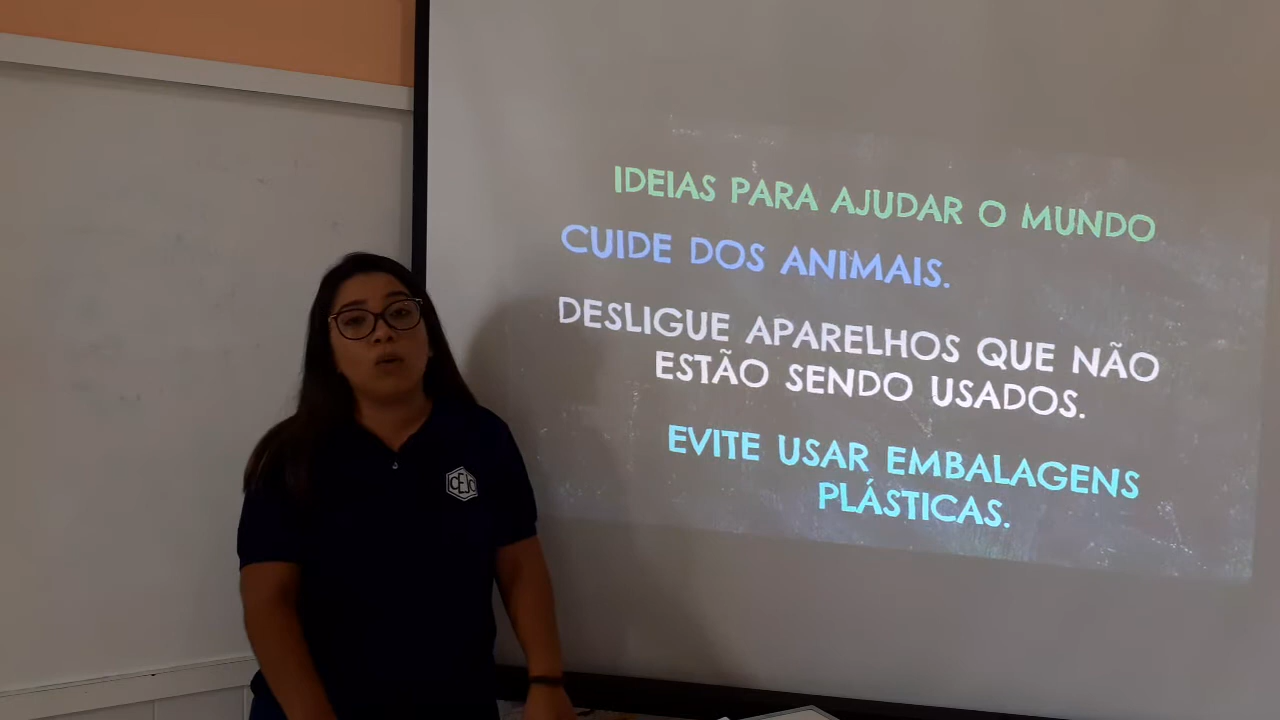 IDEIAS PARA AJUDAR O MUNDO
CUIDE DOS ANIMAIS.
DESLIGUE APARELHOS QUE NÃO
ESTÃO SENDO USADOS.
EVITE USAR EMBALAGENS
PLÁSTICAS.